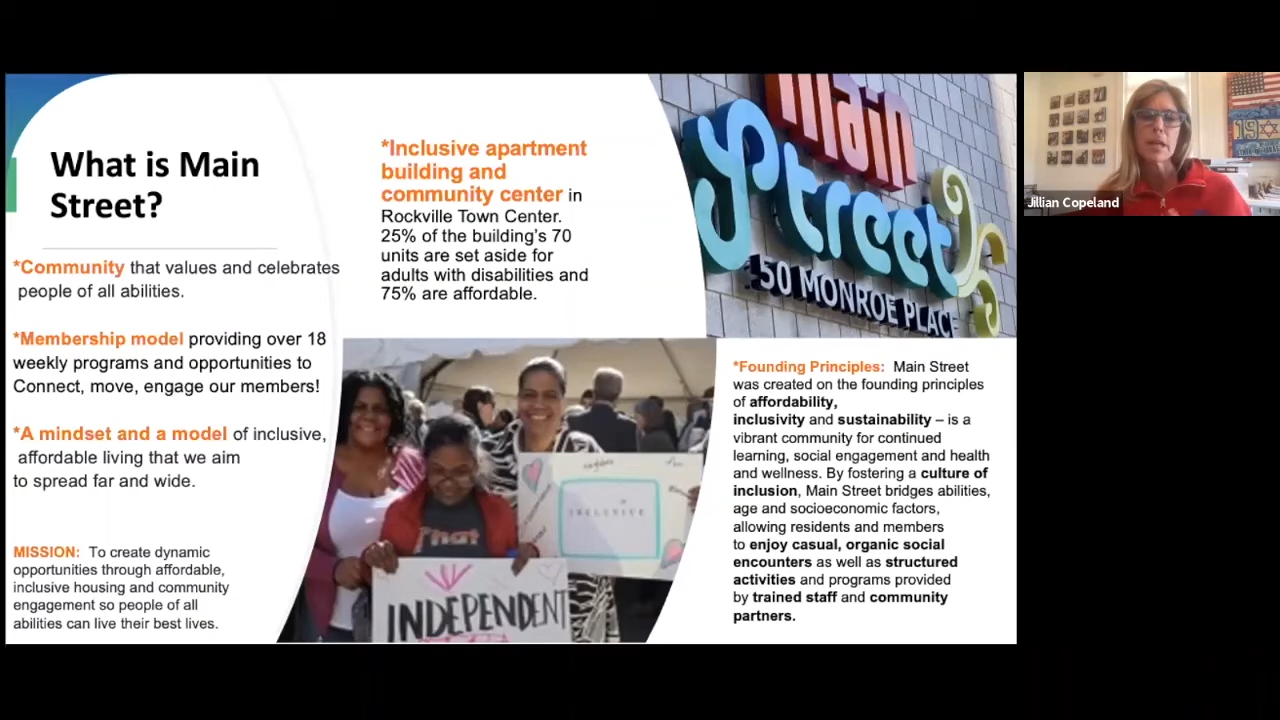 What is Main
Street?
*Community that values and celebrates
people of all abilities.
*Membership model providing over 18
weekly programs and opportunities to
Connect, move, engage our members!
*A mindset and a model of inclusive,
affordable living that we aim
to spread far and wide.
MISSION: To create dynamic
opportunities through affordable,
inclusive housing and community
engagement so people of all
abilities can live their best lives.
*Inclusive apartment
building and
community center in
Rockville Town Center.
25% of the building's 70
units are set aside for
adults with disabilities and
75% are affordable.
main
street
50 MONROE PLACE
INCLUSIVE
That
INDEPENDENT
*Founding Principles: Main Street
was created on the founding principles
of affordability,
inclusivity and sustainability – is a
vibrant community for continued
learning, social engagement and health
and wellness. By fostering a culture of
inclusion, Main Street bridges abilities,
age and socioeconomic factors,
allowing residents and members
to enjoy casual, organic social
encounters as well as structured
activities and programs provided
by trained staff and community
partners.
19
Jillian Copeland